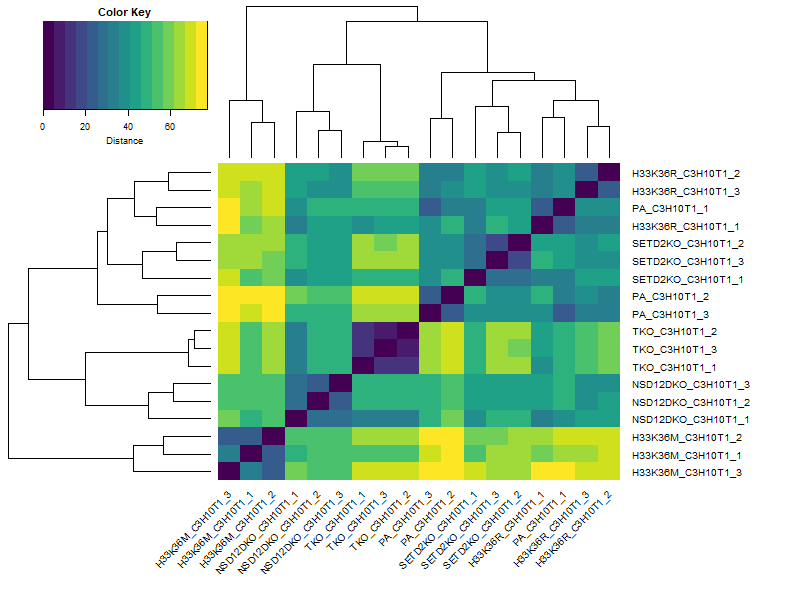 Color Key
0 20 40 60
Distance
H33K36R_C3H10T1_2
H33K36R_C3H10T1_3
PA_C3H10T1_1
H33K36R_C3H10T1_1
SETD2KO_C3H10T1_2
SETD2KO_C3H10T1_3
SETD2KO_C3H10T1_1
PA_C3H10T1_2
PA_C3H10T1_3
TKO_C3H10T1_2
TKO_C3H10T1_3
TKO_C3H10T1_1
NSD12DKO_C3H10T1_3
NSD12DKO_C3H10T1_2
NSD12DKO_C3H10T1_1
H33K36M_C3H10T1_2
H33K36M_C3H10T1_1
H33K36M_C3H10T1_3
H33K36M_C3H10T1_3
H33K36M_C3H10T1_1
H33K36M_C3H10T1_2
NSD12DKO_C3H10T1_1
NSD12DKO_C3H10T1_2
NSD12DKO_C3H10T1_3
TKO_C3H10T1_1
TKO_C3H10T1_3
TKO_C3H10T1_2
PA_C3H10T1_3
PA_C3H10T1_2
SETD2KO_C3H10T1_1
SETD2KO_C3H10T1_3
SETD2KO_C3H10T1_2
H33K36R_C3H10T1_1
PA_C3H10T1_1
H33K36R_C3H10T1_3
H33K36R_C3H10T1_2